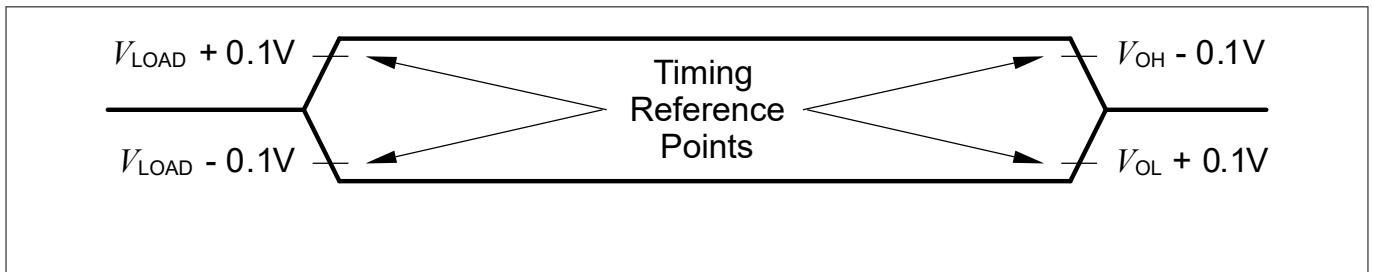 VLOAD + 0.1V
VLOAD - 0.1V
Timing
Reference
Points
VOH - 0.1V
VOL + 0.1V